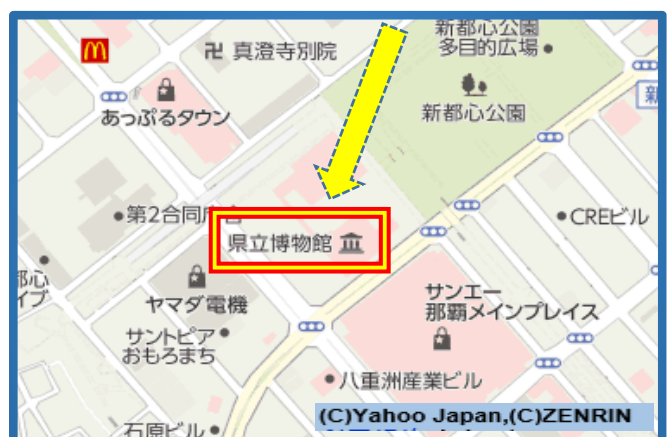 新都心公園
多目的広場
卍 真澄寺別院
あっぷるタウン
新都心公園
新
第2合同庁舎
CREビル
県立博物館
都心
イブ
ヤマダ電機
サンエー
那覇メインプレイス
サントピア
おもろまち
八重洲産業ビル
石原ビル
(C)Yahoo Japan,(C)ZENRIN